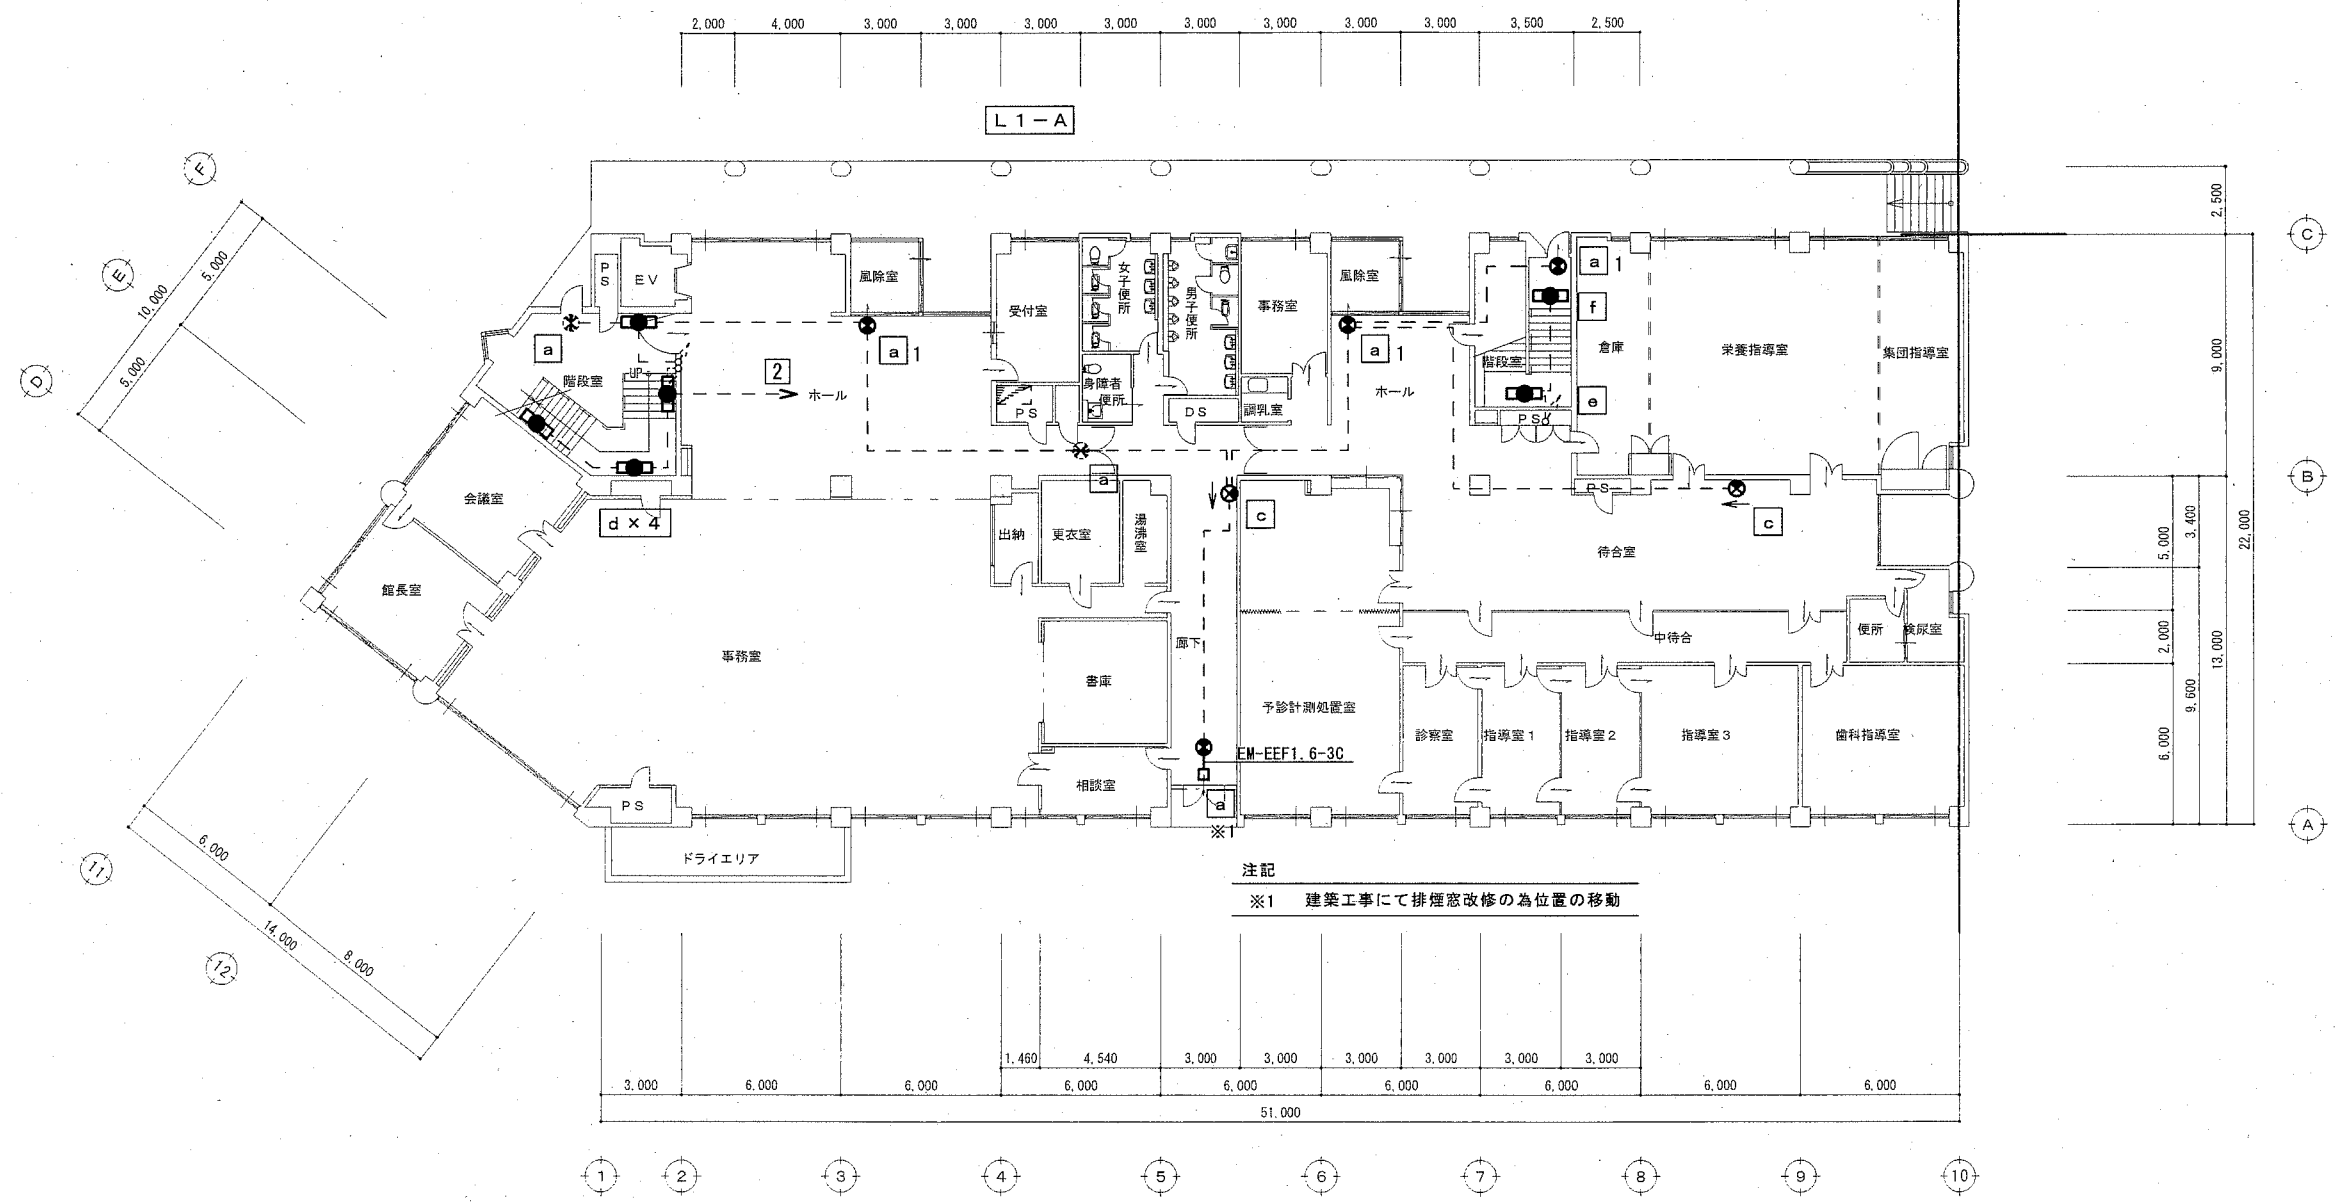 2,000 4,000 3,000 3,000 3,000 3,000 3,000 3,000 3,000 3,000 3,500 2,500
L1-A
F
E
D
10,000
5,000
5,000
C
B
A
2,500
9,000
22,000
3,400
5,000
2,000
13,000
9,600
6,000
PS
EV
風除室
受付室
女子便所
男子便所
事務室
風除室
a 1
f
倉庫
栄養指導室
集団指導室
a
階段室
UP
2
ホール
a 1
PS
身障者便所
DS
調乳室
a 1
ホール
階段室
e
PS
会議室
d×4
a
c
PS
c
出納
更衣室
湯沸室
待合室
館長室
事務室
書庫
廊下
中待合
便所
検尿室
予診計測処置室
診察室
指導室1
指導室2
指導室3
歯科指導室
EM-EEF1.6-3C
相談室
a
※1
PS
ドライエリア
注記
※1 建築工事にて排煙窓改修の為位置の移動
6,000
8,000
14,000
11
12
1,460 4,540 3,000 3,000 3,000 3,000 3,000 3,000
3,000 6,000 6,000 6,000 6,000 6,000 6,000 6,000 6,000
51,000
1 2 3 4 5 6 7 8 9 10